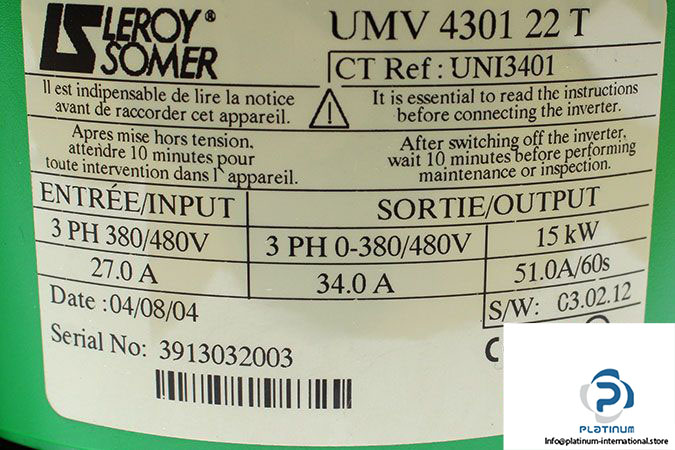 LEROY®
SOMER
UMV 4301 22 T
CT Ref : UNI3401
Il est indispensable de lire la notice
avant de raccorder cet appareil.
It is essential to read the instructions
before connecting the inverter.
Apres mise hors tension,
attendre 10 minutes pour
toute intervention dans l'appareil.
After switching off the inverter,
wait 10 minutes before performing
maintenance or inspection.
ENTRÉE/INPUT
SORTIE/OUTPUT
3 PH 380/480V
3 PH 0-380/480V
15 kW
27.0 A
34.0 A
51.0A/60s
Date :04/08/04
S/W: 03.02.12
Serial No: 3913032003
PLATINUM
Info@platinum-international.store